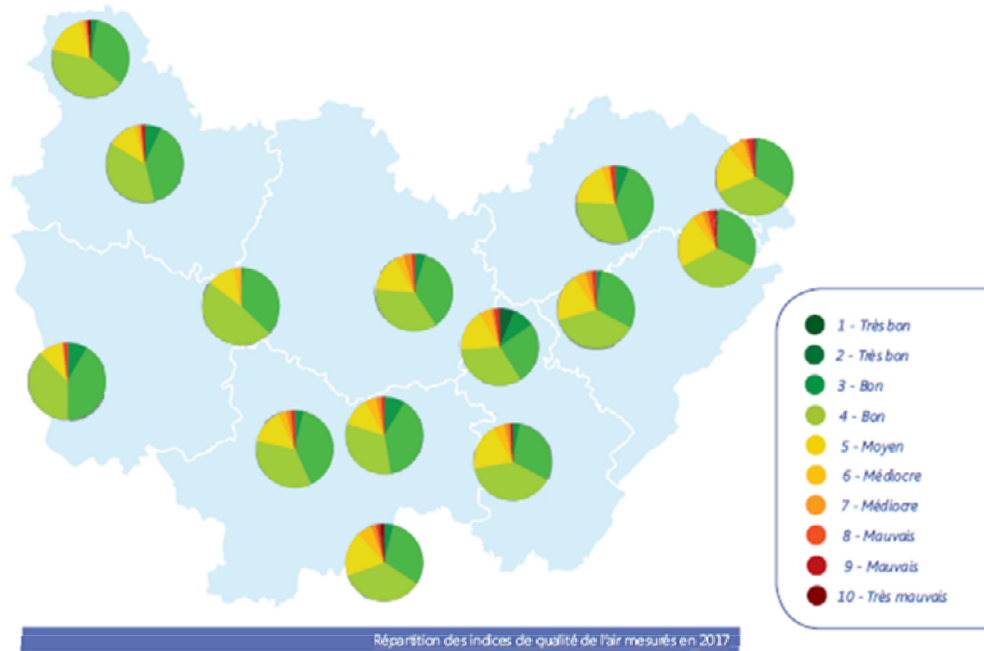 1 - Très bon
2 - Très bon
3 - Bon
4 - Bon
5 - Moyen
6 - Médiocre
7 - Médiocre
8 - Mauvais
9 - Mauvais
10 - Très mauvais
Répartition des indices de qualité de l'air mesurés en 2017